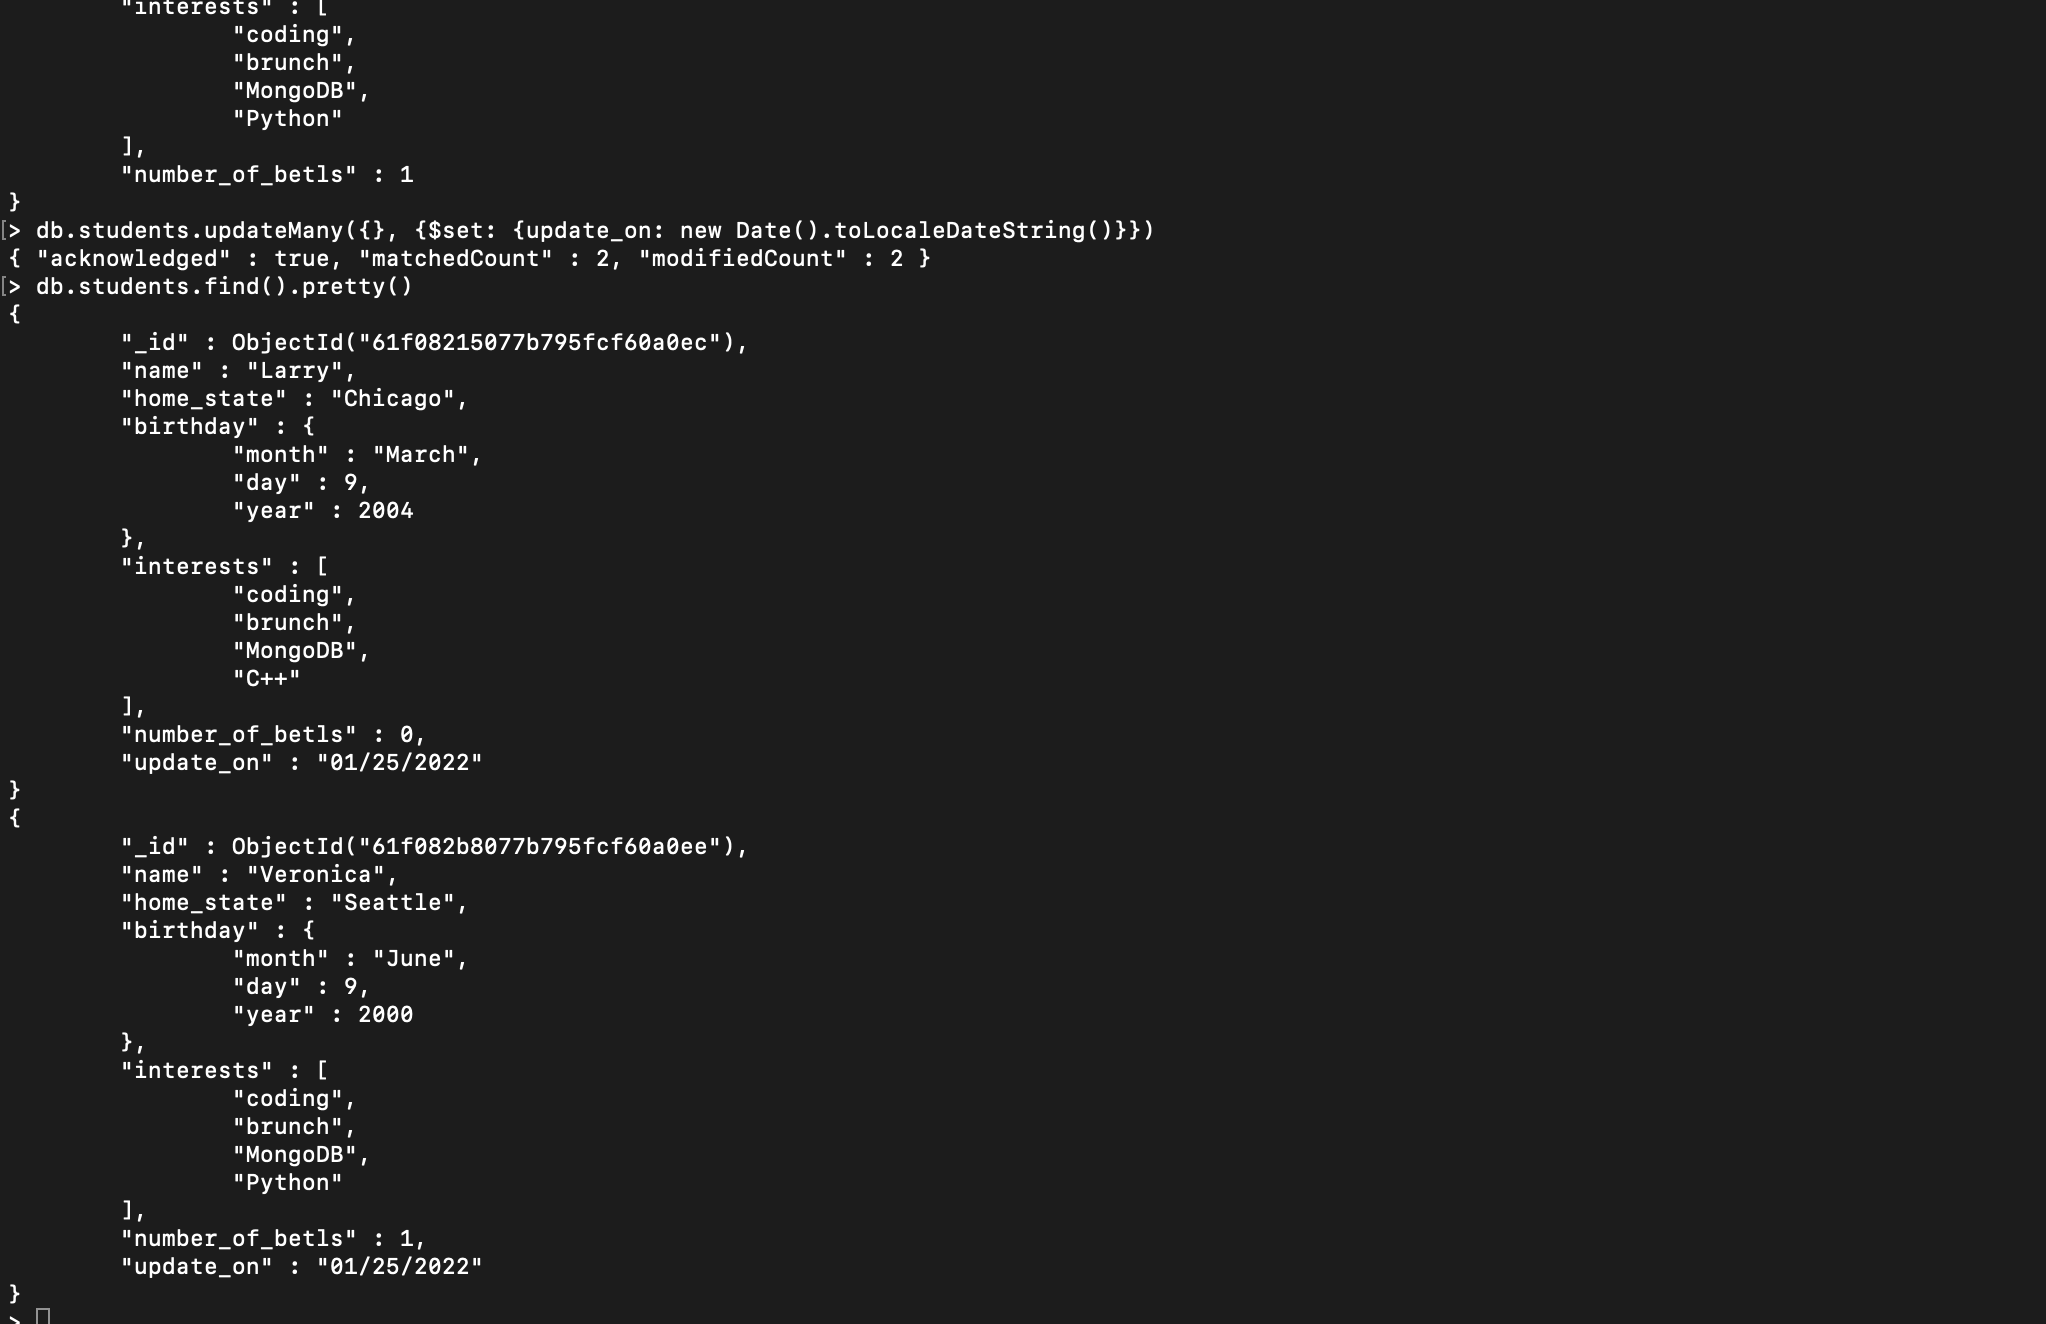 "interests" : [
"coding",
"brunch",
"MongoDB",
"Python"
],
"number_of_betls" : 1
}
[> db.students.updateMany({}, {$set: {update_on: new Date().toLocaleDateString()}})
{ "acknowledged" : true, "matchedCount" : 2, "modifiedCount" : 2 }
[> db.students.find().pretty()
{
"_id" : ObjectId("61f08215077b795fcf60a0ec"),
"name" : "Larry",
"home_state" : "Chicago",
"birthday" : {
"month" : "March",
"day" : 9,
"year" : 2004
},
"interests" : [
"coding",
"brunch",
"MongoDB",
"C++"
],
"number_of_betls" : 0,
"update_on" : "01/25/2022"
}
{
"_id" : ObjectId("61f082b8077b795fcf60a0ee"),
"name" : "Veronica",
"home_state" : "Seattle",
"birthday" : {
"month" : "June",
"day" : 9,
"year" : 2000
},
"interests" : [
"coding",
"brunch",
"MongoDB",
"Python"
],
"number_of_betls" : 1,
"update_on" : "01/25/2022"
}
>